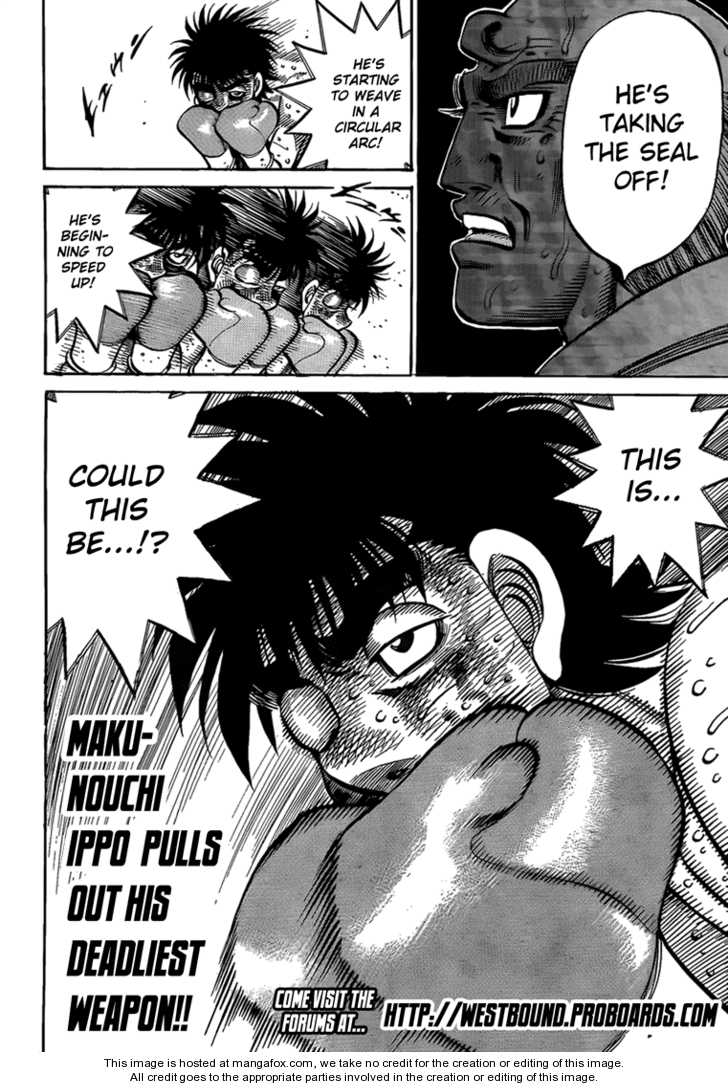 HE'S
TAKING
THE SEAL
OFF!
HE'S
STARTING
TO WEAVE
IN A
CIRCULAR
ARC!
HE'S
BEGIN-
NING TO
SPEED
UP!
THIS
IS...
COULD
THIS
BE...!?
MAKU-
NOUCHI
IPPO PULLS
OUT HIS
DEADLIEST
WEAPON!!
COME VISIT THE
FORUMS AT...
HTTP://WESTBOUND.PROBOARDS.COM
This image is hosted at mangafox.com, we take no credit for the creation or editing of this image.
All credit goes to the appropriate parties involved in the creation or editing of this image.